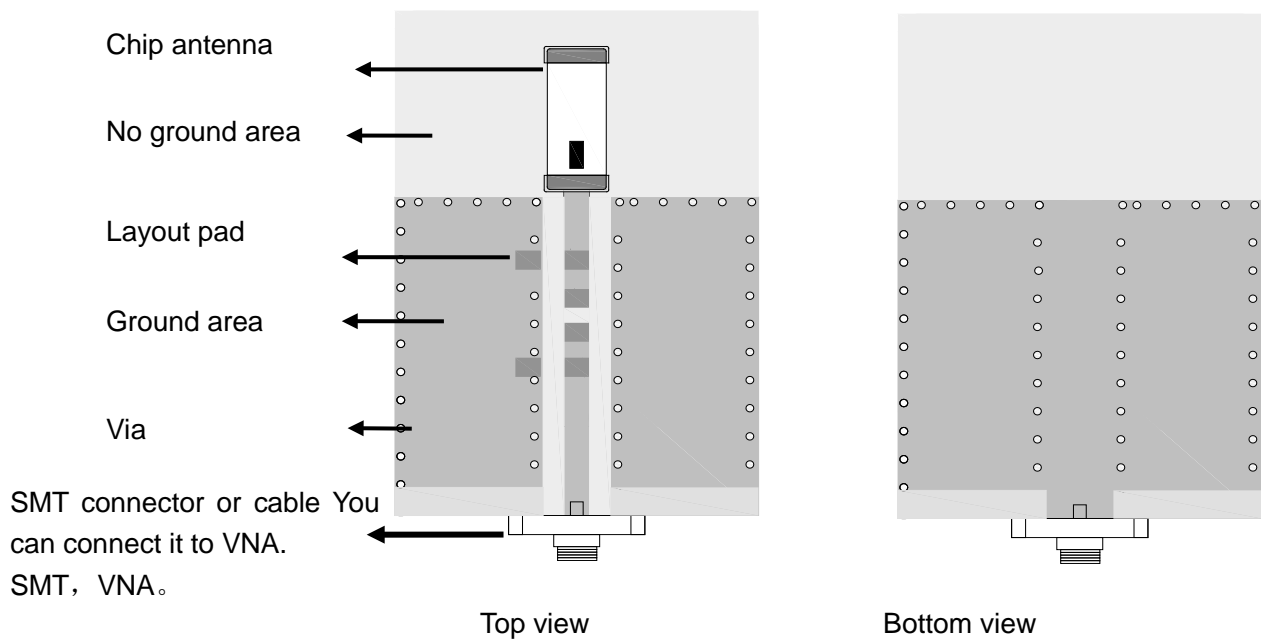 Chip antenna
No ground area
Layout pad
Ground area
Via
SMT connector or cable You
can connect it to VNA.
SMT，VNA。
Top view
Bottom view